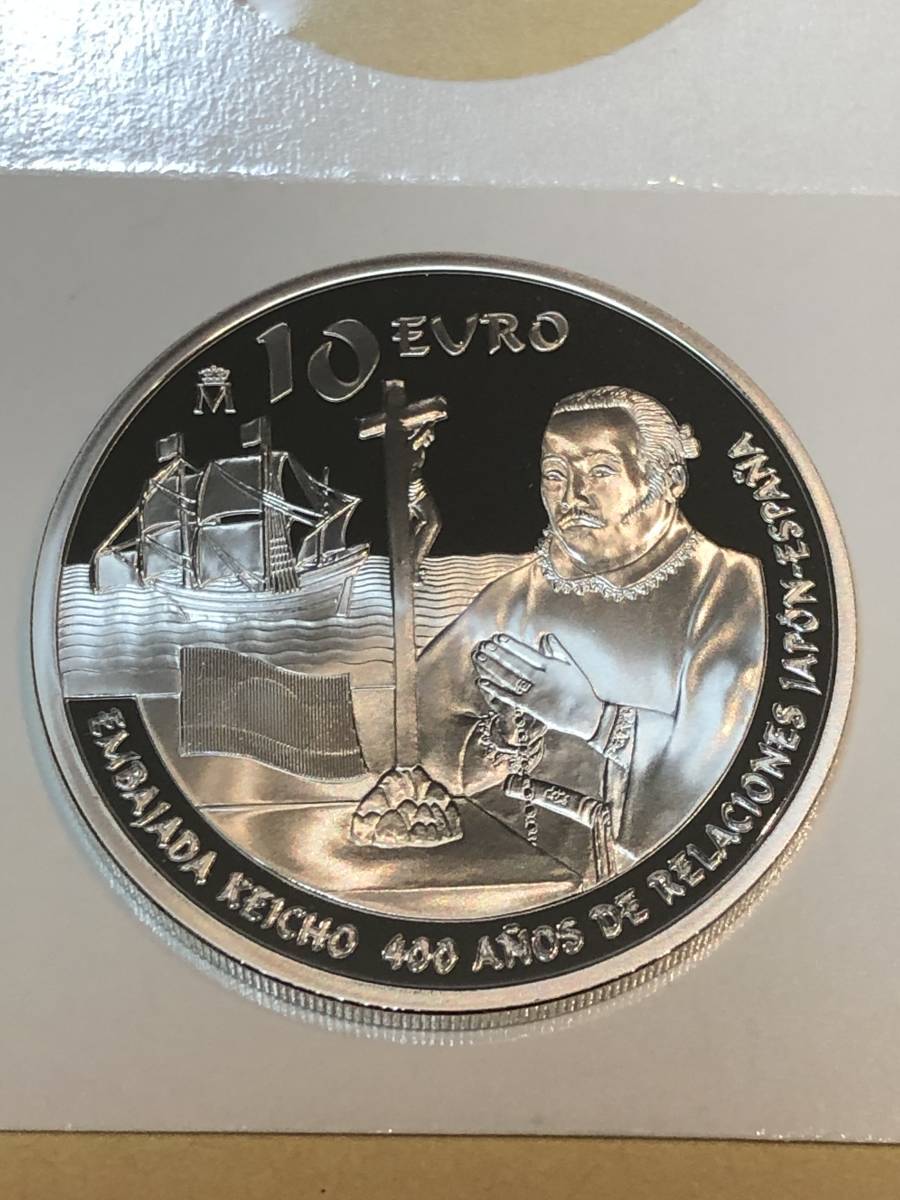 10 EURO
M
EMBAJADA KEICHO 400 AÑOS DE RELACIONES JAPÓN-ESPAÑA